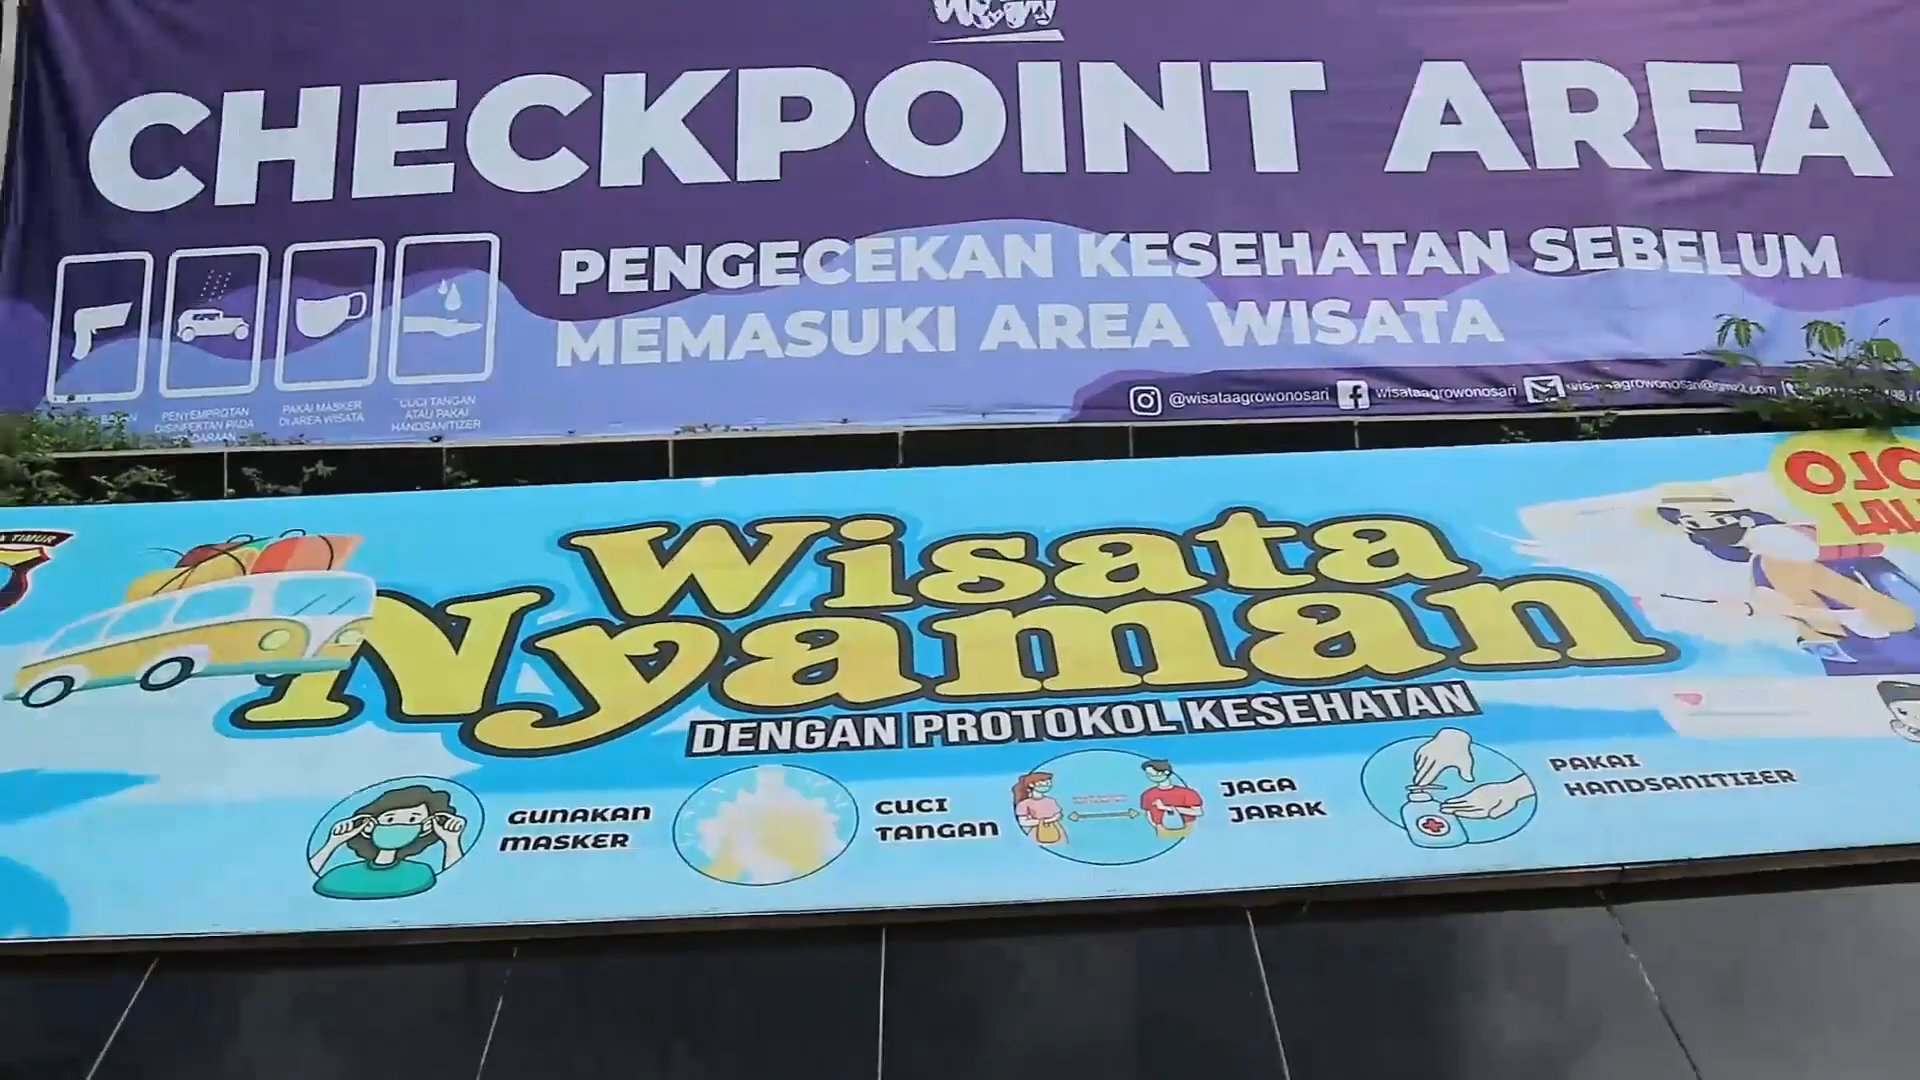 CHECKPOINT AREA
PENGECEKAN KESEHATAN SEBELUM
MEMASUKI AREA WISATA
PENYEMPROTAN
DISINFEKTAN PADA
PAKAI MASKER
DI AREA WISATA
CUCI TANGAN
ATAU PAKAI
HANDSANITIZER
@wisataagrowonosari
wisataagrowonosari
TIMUR
OJO
Wisata
Nyaman
DENGAN PROTOKOL KESEHATAN
GUNAKAN
MASKER
CUCI
TANGAN
JAGA
JARAK
PAKAI
HANDSANITIZER